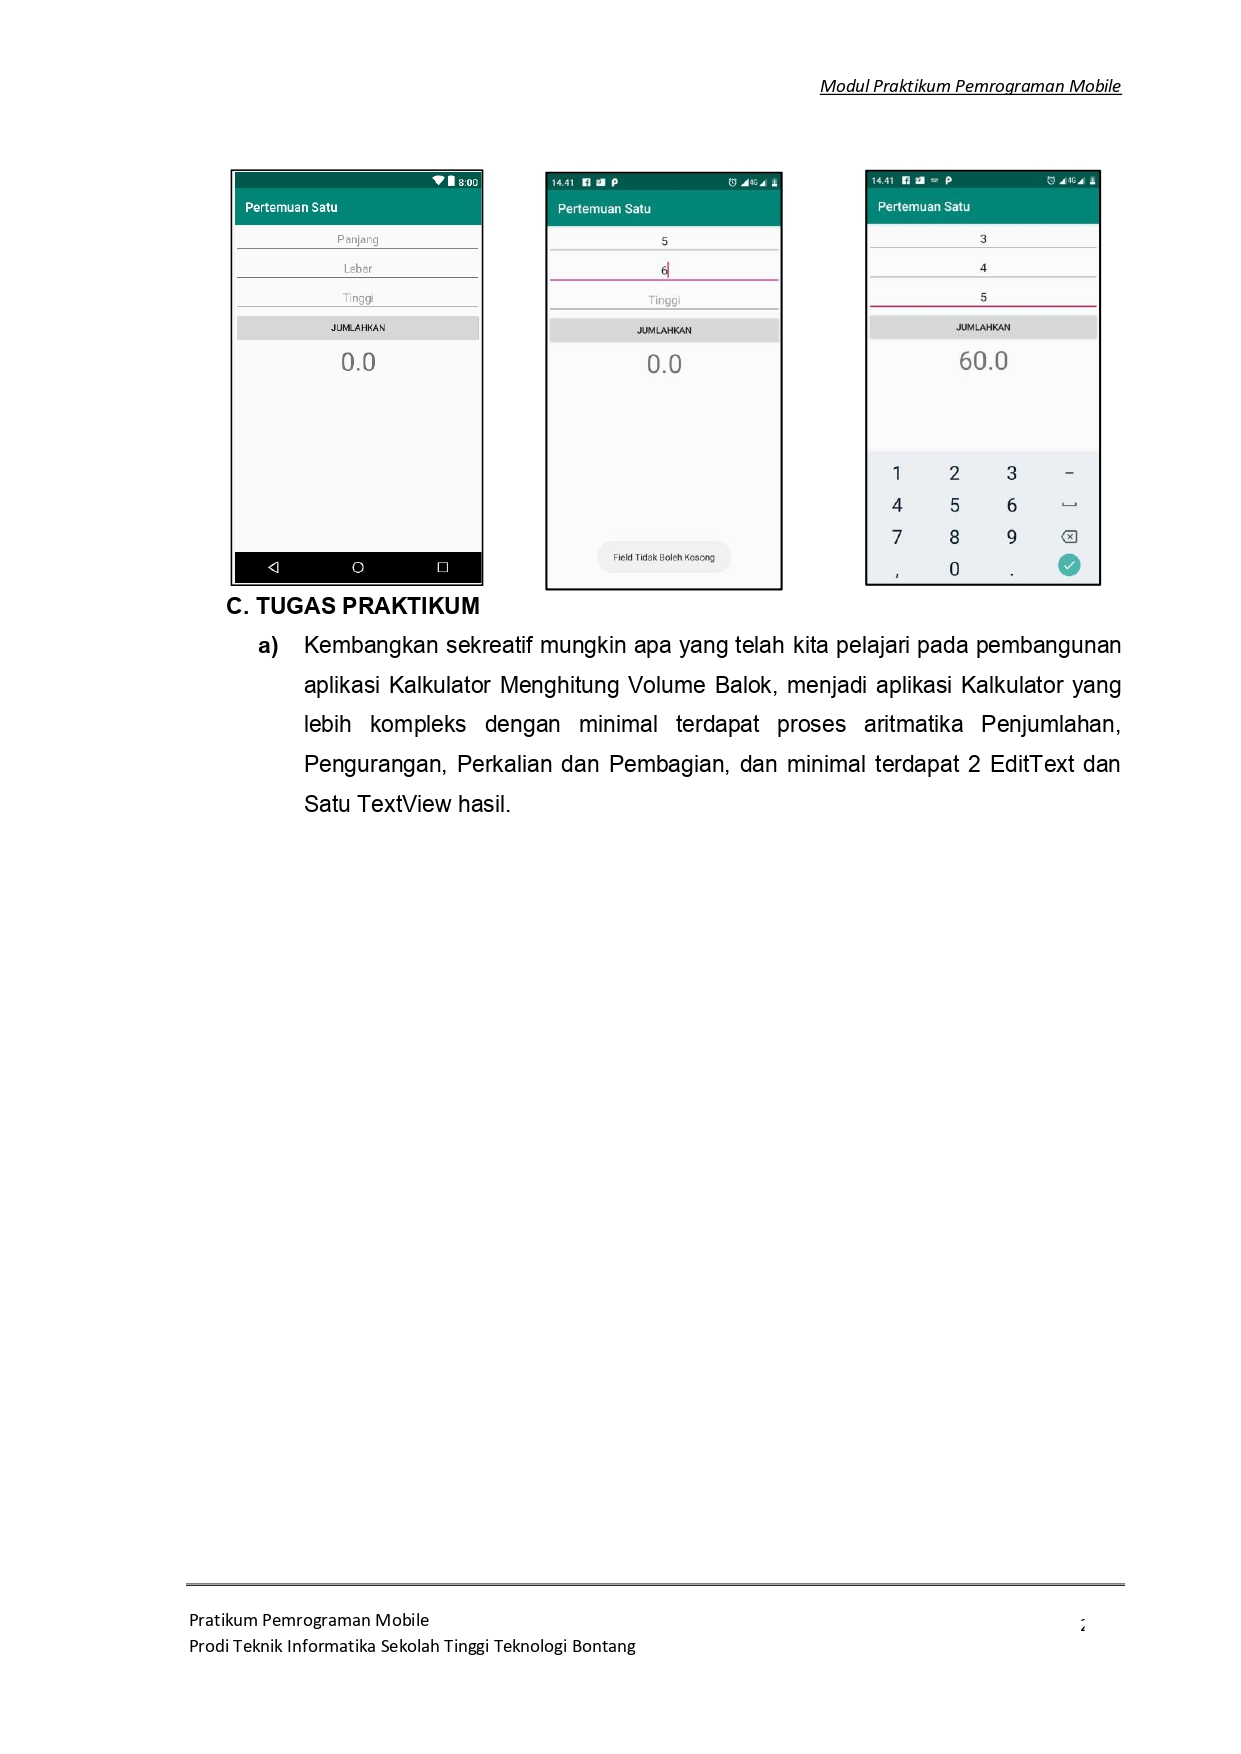 Modul Praktikum Pemrograman Mobile
8:00
Pertemuan Satu
Panjang
Lebar
Tinggi
JUMLAHKAN
0.0
14.41
4G
Pertemuan Satu
5
6
Tinggi
JUMLAHKAN
0.0
Field Tidak Boleh Kosong
14.41
4G
Pertemuan Satu
3
4
5
JUMLAHKAN
60.0
1 2 3 –
4 5 6
7 8 9
, 0 .
C. TUGAS PRAKTIKUM
a) Kembangkan sekreatif mungkin apa yang telah kita pelajari pada pembangunan
aplikasi Kalkulator Menghitung Volume Balok, menjadi aplikasi Kalkulator yang
lebih kompleks dengan minimal terdapat proses aritmatika Penjumlahan,
Pengurangan, Perkalian dan Pembagian, dan minimal terdapat 2 EditText dan
Satu TextView hasil.
Pratikum Pemrograman Mobile
Prodi Teknik Informatika Sekolah Tinggi Teknologi Bontang